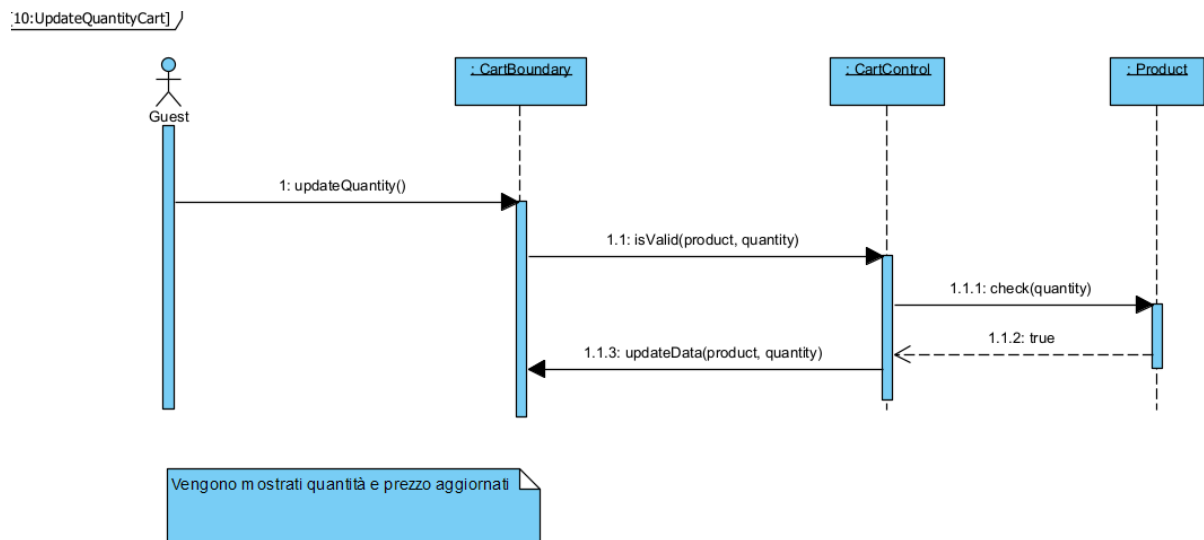 10:UpdateQuantityCart]
: CartBoundary
: CartControl
: Product
Guest
1: updateQuantity()
1.1: isValid(product, quantity)
1.1.1: check(quantity)
1.1.2: true
1.1.3: updateData(product, quantity)
Vengono mostrati quantità e prezzo aggiornati